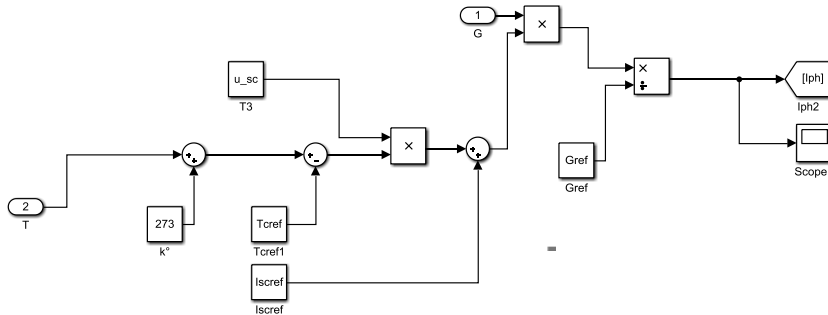 1
G
u_sc
T3
[Iph]
Iph2
Scope
Gref
Gref
2
T
273
k°
Tcref
Tcref1
Iscref
Iscref